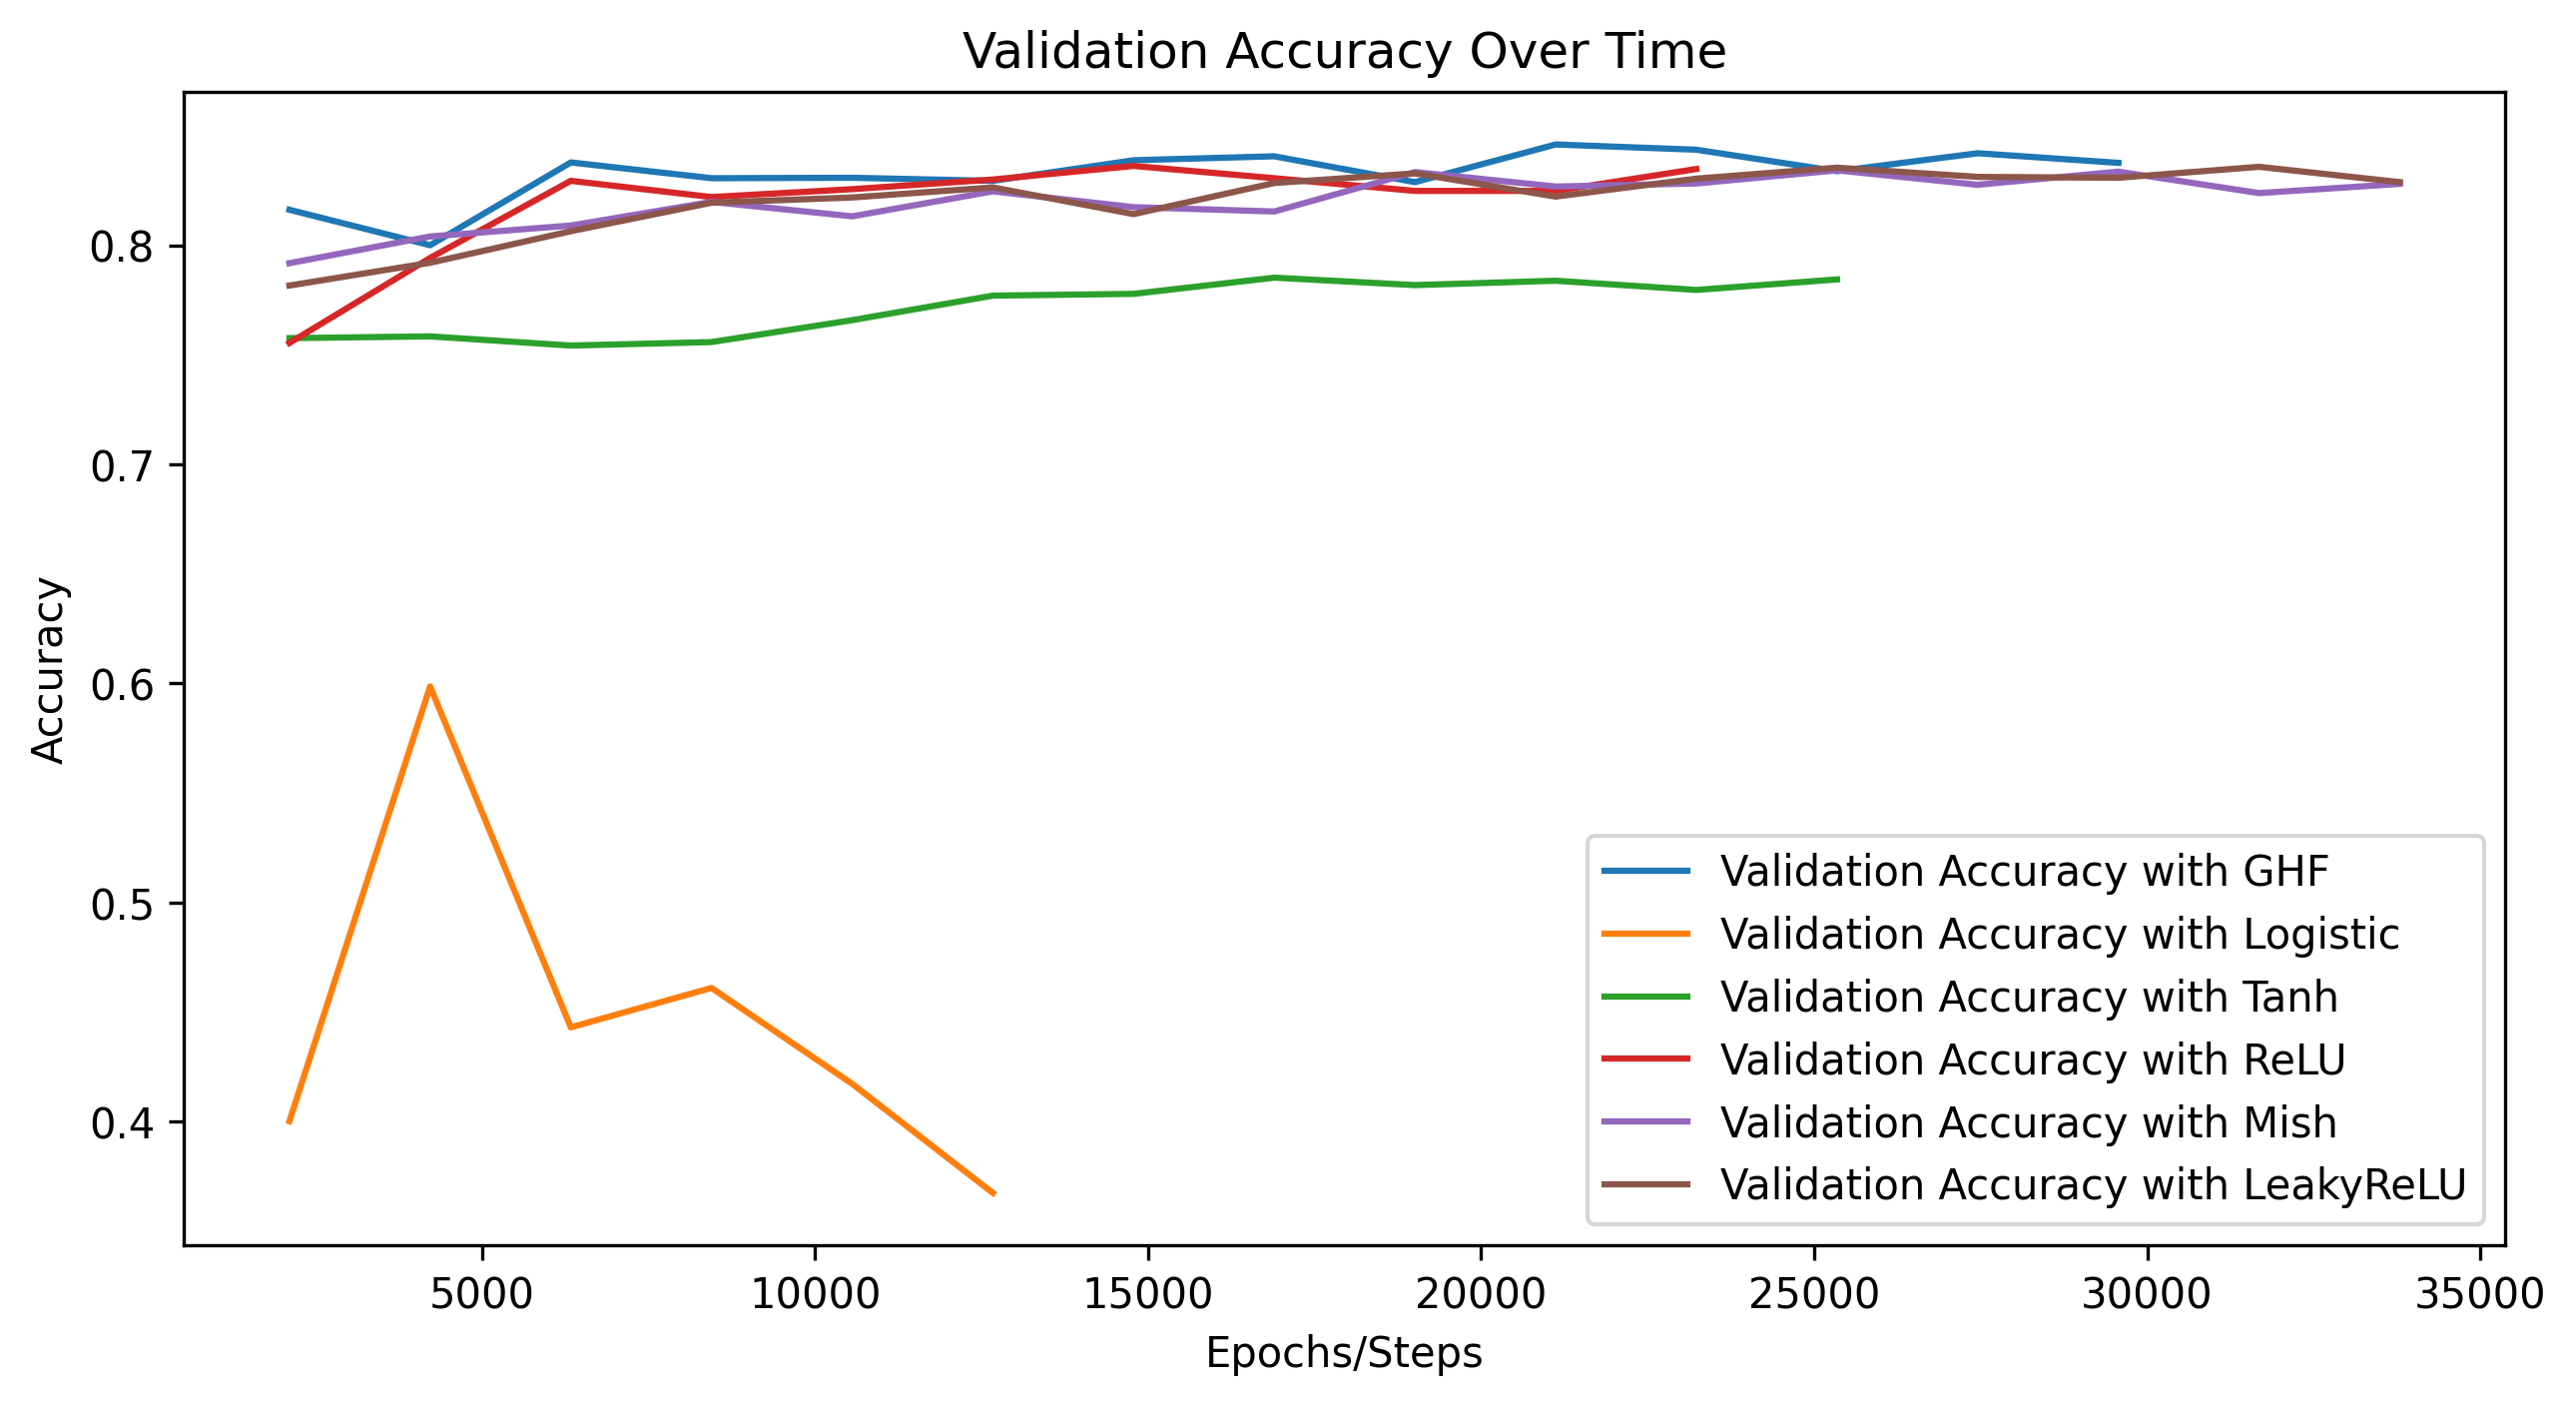 Validation Accuracy Over Time
Accuracy
0.8
0.7
0.6
0.5
0.4
5000 10000 15000 20000 25000 30000 35000
Epochs/Steps
Validation Accuracy with GHF
Validation Accuracy with Logistic
Validation Accuracy with Tanh
Validation Accuracy with ReLU
Validation Accuracy with Mish
Validation Accuracy with LeakyReLU